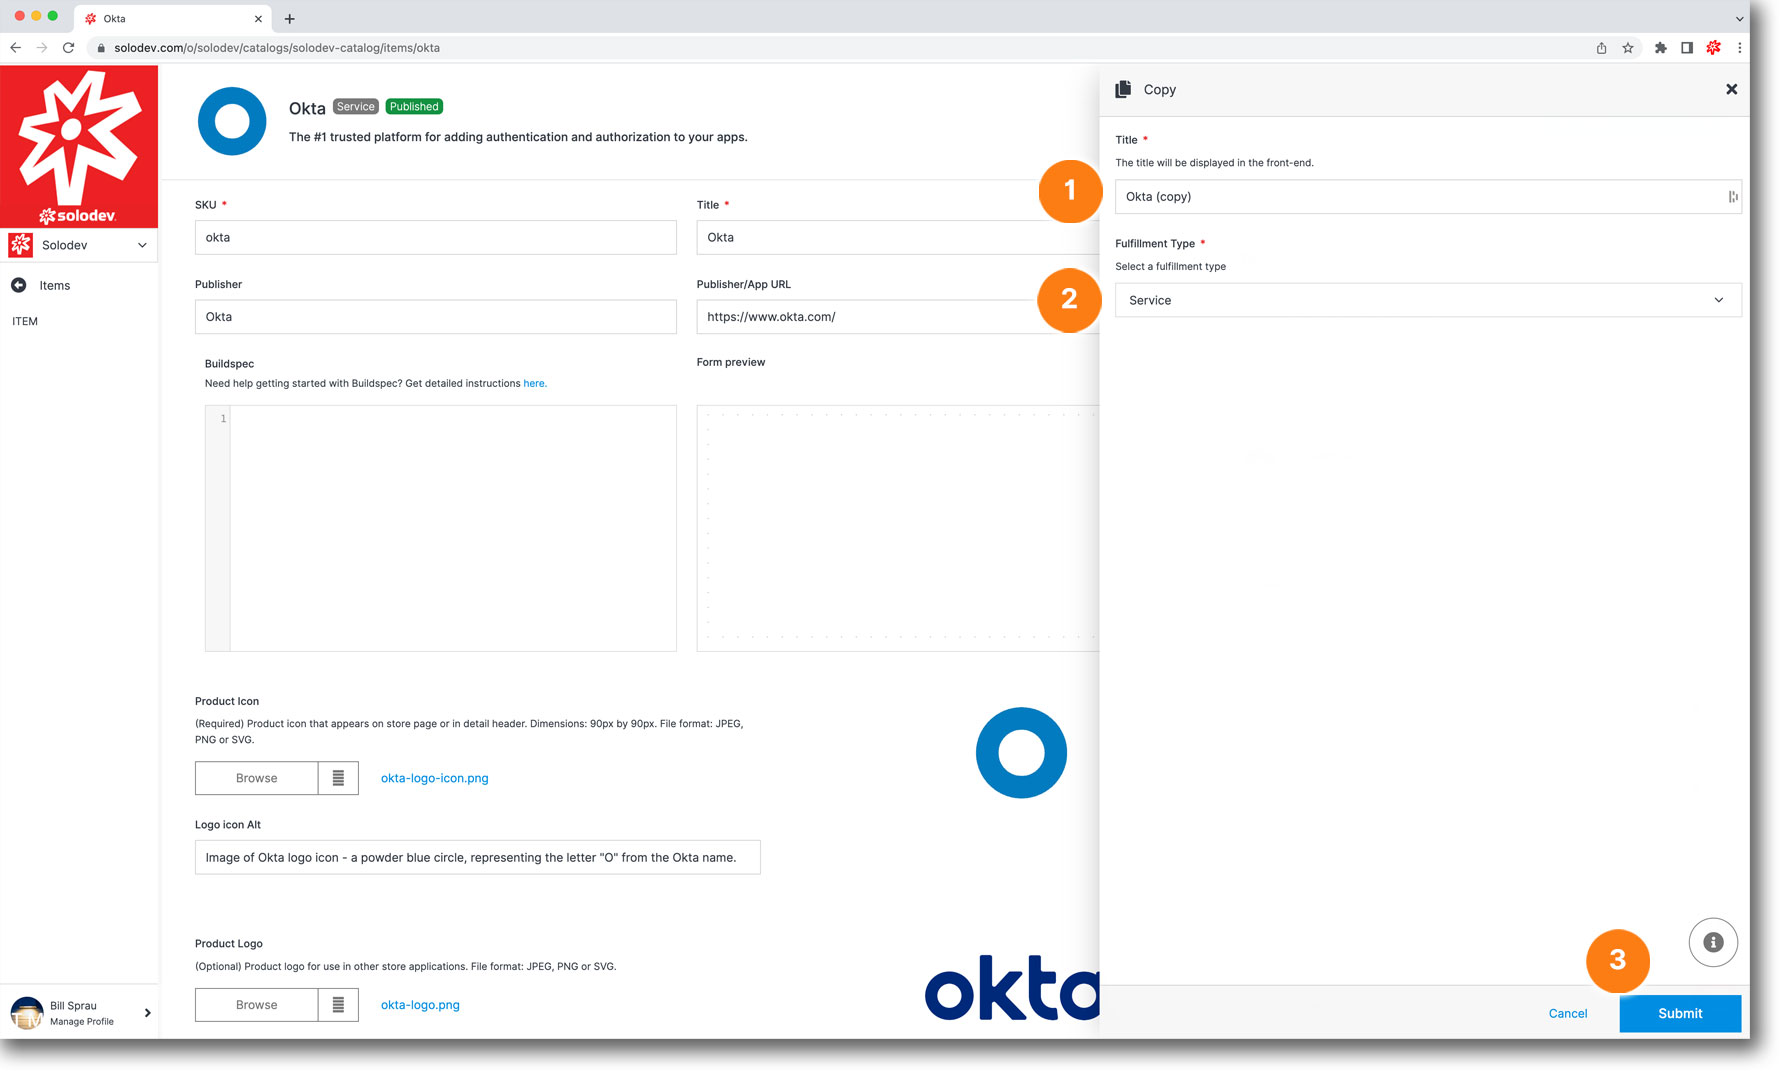 Okta
solodev.com/o/solodev/catalogs/solodev-catalog/items/okta
solodev.
Solodev
Items
ITEM
Bill Sprau
Manage Profile
Okta Service Published
The #1 trusted platform for adding authentication and authorization to your apps.
SKU *
okta
Title *
Okta
Publisher
Okta
Publisher/App URL
https://www.okta.com/
Buildspec
Need help getting started with Buildspec? Get detailed instructions here.
1
Form preview
Product Icon
(Required) Product icon that appears on store page or in detail header. Dimensions: 90px by 90px. File format: JPEG,
PNG or SVG.
Browse
okta-logo-icon.png
Logo icon Alt
Image of Okta logo icon - a powder blue circle, representing the letter "O" from the Okta name.
Product Logo
(Optional) Product logo for use in other store applications. File format: JPEG, PNG or SVG.
Browse
okta-logo.png
okta
Copy
Title *
The title will be displayed in the front-end.
1
Okta (copy)
Fulfillment Type *
Select a fulfillment type
2
Service
3
Cancel
Submit